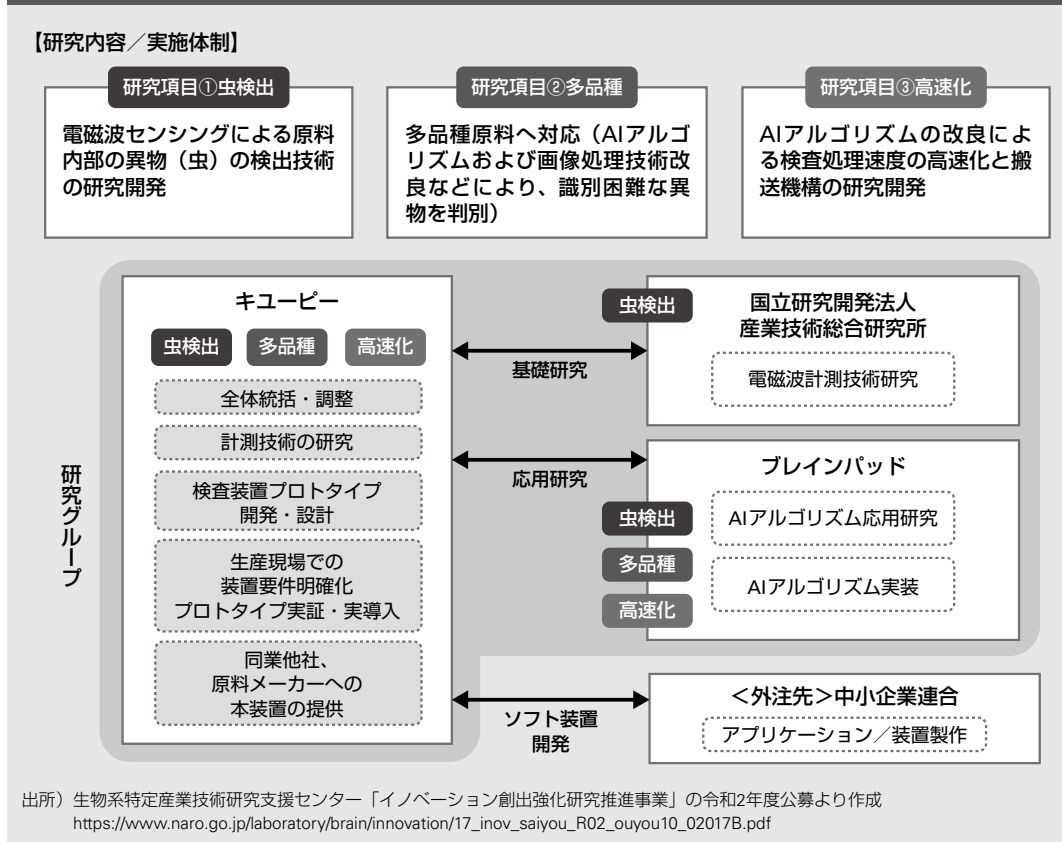 【研究内容／実施体制】
研究項目①虫検出
電磁波センシングによる原料
内部の異物（虫）の検出技術
の研究開発
研究項目②多品種
多品種原料へ対応（AIアルゴ
リズムおよび画像処理技術改
良などにより、識別困難な異
物を判別）
研究項目③高速化
AIアルゴリズムの改良によ
る検査処理速度の高速化と搬
送機構の研究開発
研究グループ
キユーピー
虫検出
多品種
高速化
全体統括・調整
計測技術の研究
検査装置プロトタイプ
開発・設計
生産現場での
装置要件明確化
プロトタイプ実証・実導入
同業他社、
原料メーカーへの
本装置の提供
基礎研究
虫検出
国立研究開発法人
産業技術総合研究所
電磁波計測技術研究
応用研究
ブレインパッド
虫検出
多品種
高速化
AIアルゴリズム応用研究
AIアルゴリズム実装
ソフト装置
開発
＜外注先＞中小企業連合
アプリケーション／装置製作
出所）生物系特定産業技術研究支援センター「イノベーション創出強化研究推進事業」の令和2年度公募より作成
https://www.naro.go.jp/laboratory/brain/innovation/17_inov_saiyou_R02_ouyou10_02017B.pdf